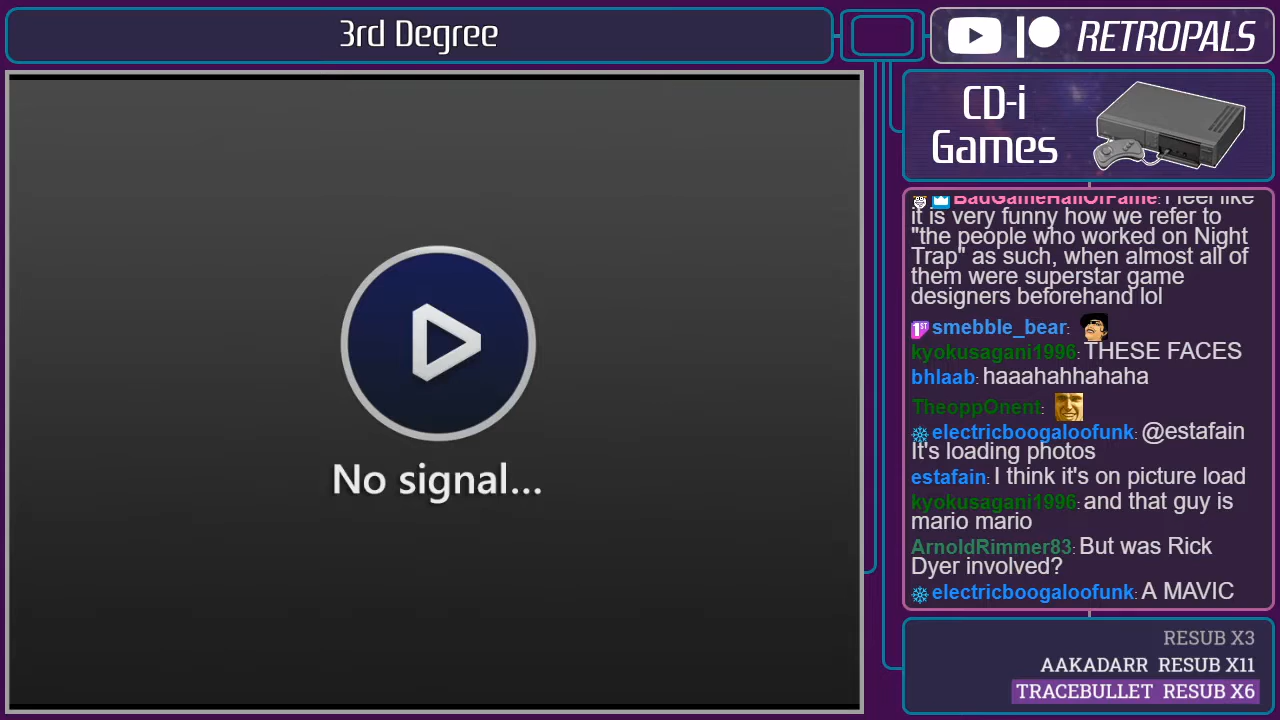 3rd Degree
RETROPALS
CD-i
Games
No signal...
BadGameHallOfFame: I feel like
it is very funny how we refer to
"the people who worked on Night
Trap" as such, when almost all of
them were superstar game
designers beforehand lol
1ST smebble_bear:
kyokusagani1996: THESE FACES
bhlaab: haaahahhahaha
TheoppOnent:
electricboogaloofunk: @estafain
It's loading photos
estafain: I think it's on picture load
kyokusagani1996: and that guy is
mario mario
ArnoldRimmer83: But was Rick
Dyer involved?
electricboogaloofunk: A MAVIC
RESUB X3
AAKADARR RESUB X11
TRACEBULLET RESUB X6